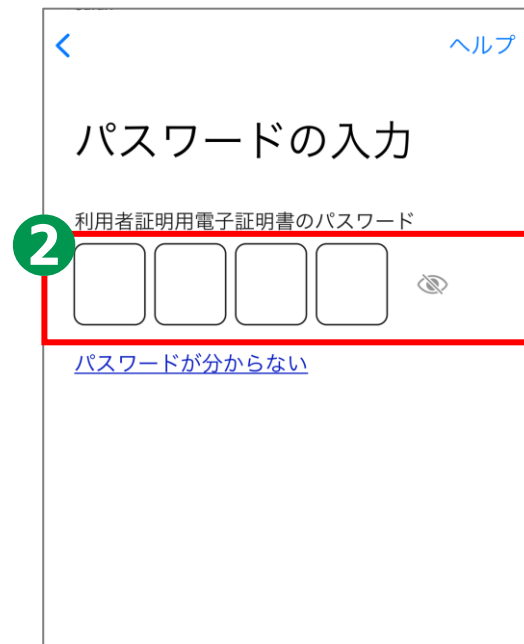 ヘルプ
パスワードの入力
利用者証明用電子証明書のパスワード
2
パスワードが分からない